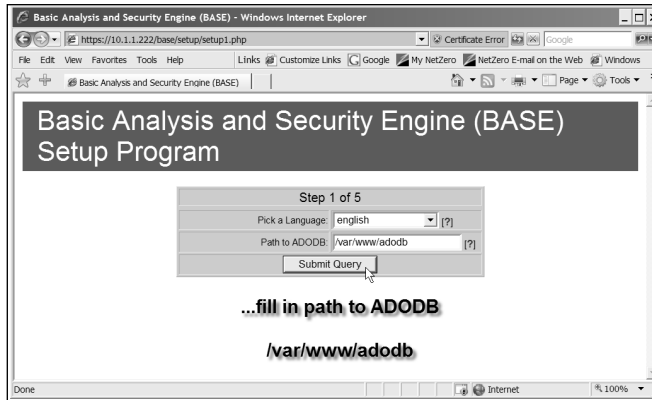 Basic Analysis and Security Engine (BASE) - Windows Internet Explorer
https://10.1.1.222/base/setup/setup1.php
Certificate Error
Google
File Edit View Favorites Tools Help
Links Customize Links Google My NetZero NetZero E-mail on the Web Windows
Basic Analysis and Security Engine (BASE)
Page Tools
Basic Analysis and Security Engine (BASE)
Setup Program
Step 1 of 5
Pick a Language: english [?]
Path to ADODB: /var/www/adodb [?]
Submit Query
...fill in path to ADODB
/var/www/adodb
Done
Internet
100%